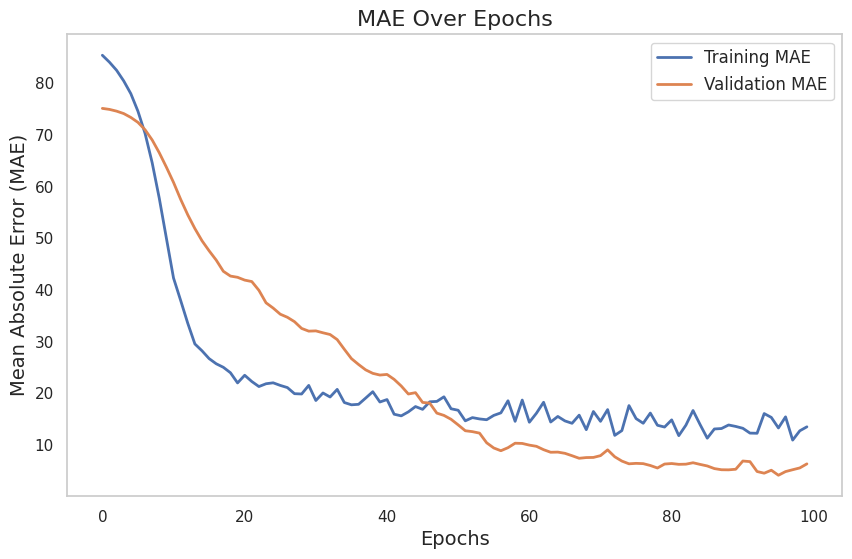 MAE Over Epochs
Training MAE
Validation MAE
Mean Absolute Error (MAE)
80
70
60
50
40
30
20
10
0
20
40
60
80
100
Epochs